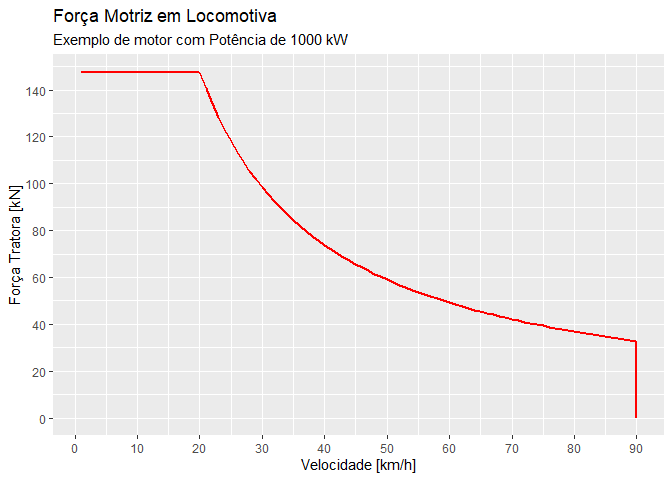 Força Motriz em Locomotiva
Exemplo de motor com Potência de 1000 kW
Força Tratora [kN]
140
120
100
80
60
40
20
0
0 10 20 30 40 50 60 70 80 90
Velocidade [km/h]